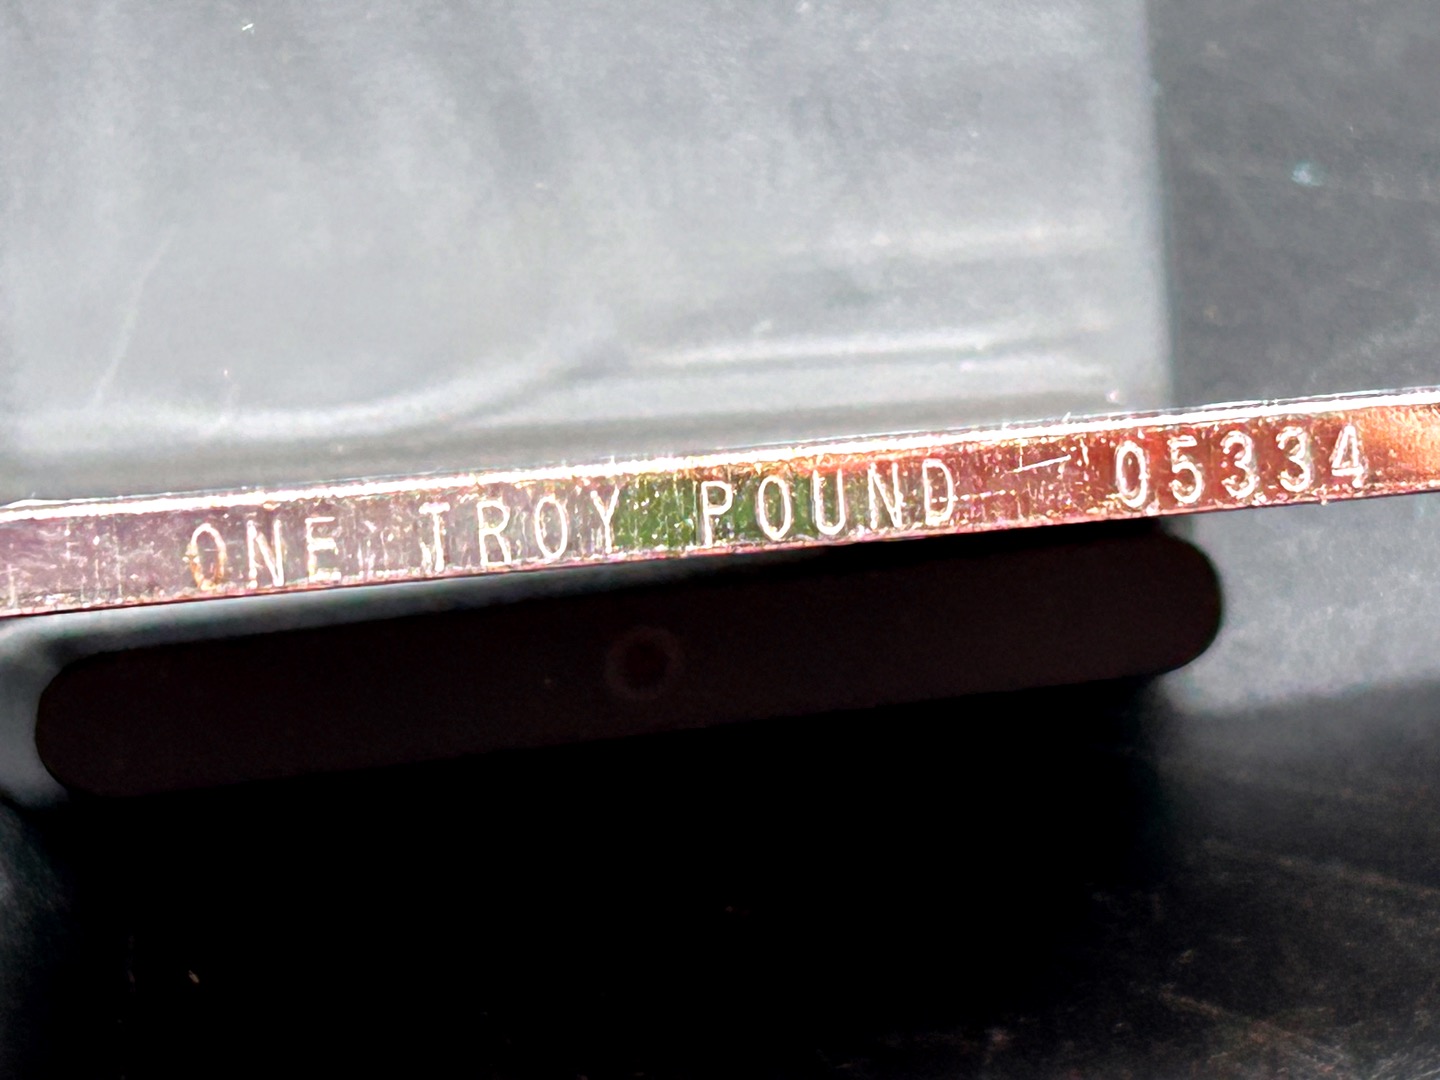 ONE TROY POUND — 05334